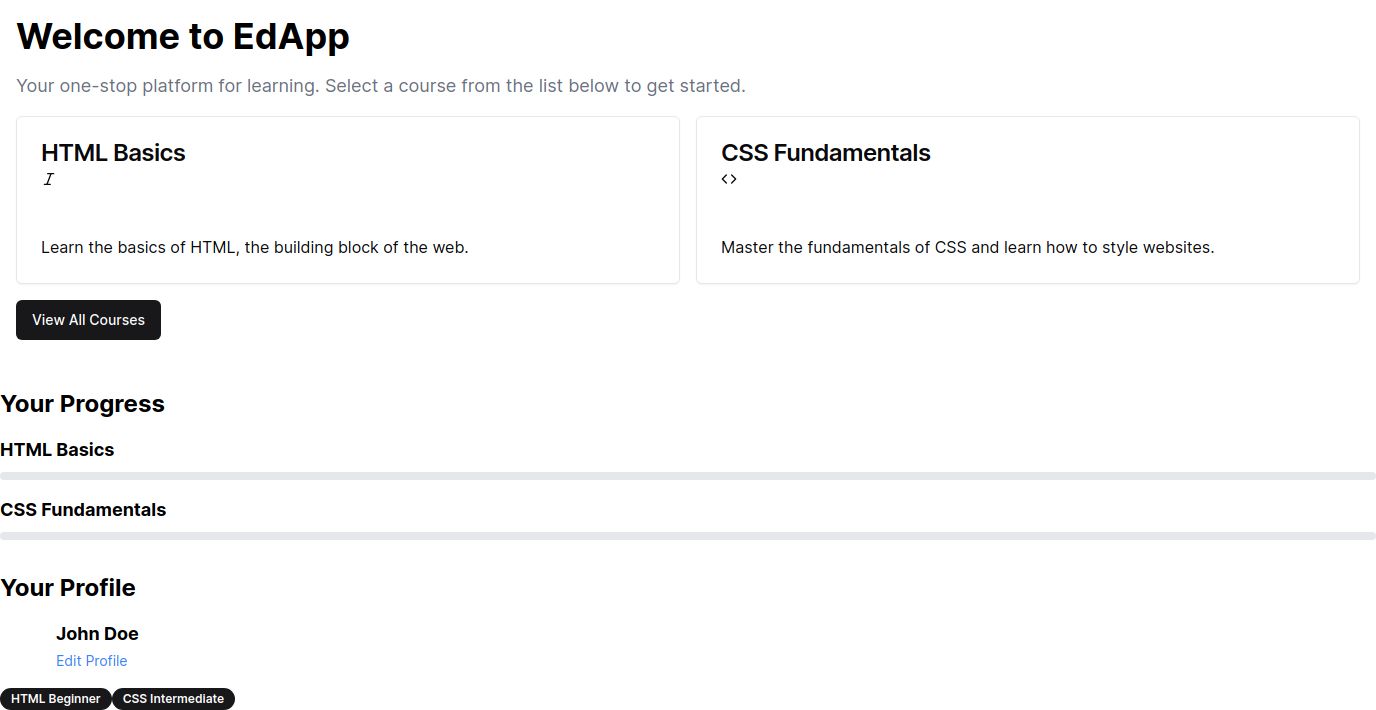 Welcome to EdApp
Your one-stop platform for learning. Select a course from the list below to get started.
HTML Basics
Learn the basics of HTML, the building block of the web.
CSS Fundamentals
Master the fundamentals of CSS and learn how to style websites.
View All Courses
Your Progress
HTML Basics
CSS Fundamentals
Your Profile
John Doe
Edit Profile
HTML Beginner
CSS Intermediate